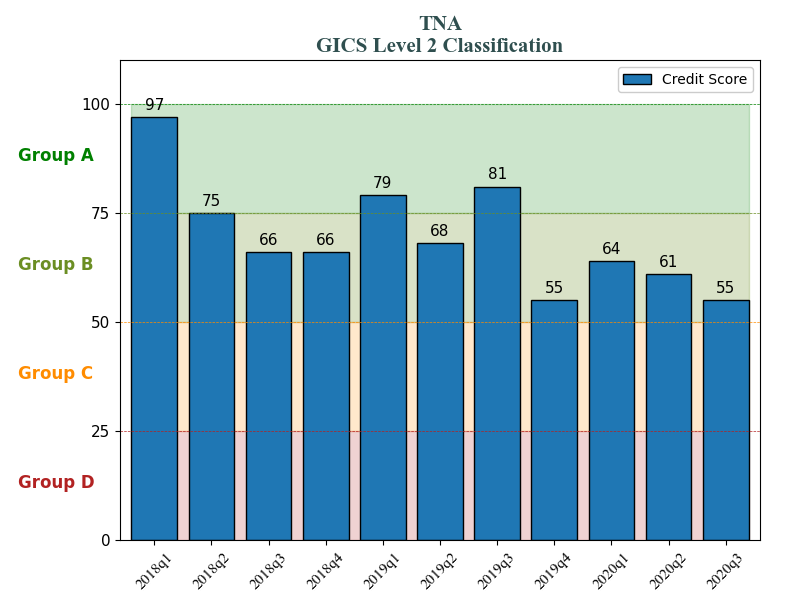 TNA
GICS Level 2 Classification
Credit Score
100
75
50
25
0
Group A
Group B
Group C
Group D
97
75
66
66
79
68
81
55
64
61
55
2018q1
2018q2
2018q3
2018q4
2019q1
2019q2
2019q3
2019q4
2020q1
2020q2
2020q3